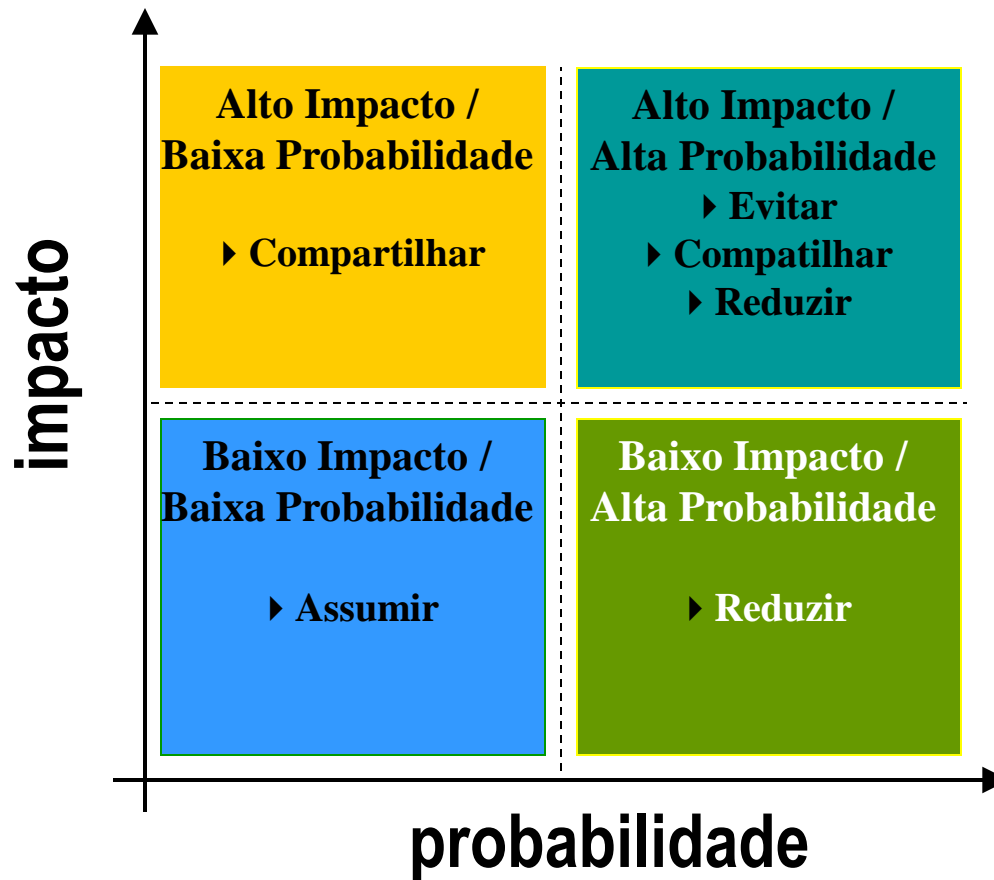 impacto
Alto Impacto /
Baixa Probabilidade
Compartilhar
Alto Impacto /
Alta Probabilidade
Evitar
Compatilhar
Reduzir
Baixo Impacto /
Baixa Probabilidade
Assumir
Baixo Impacto /
Alta Probabilidade
Reduzir
probabilidade